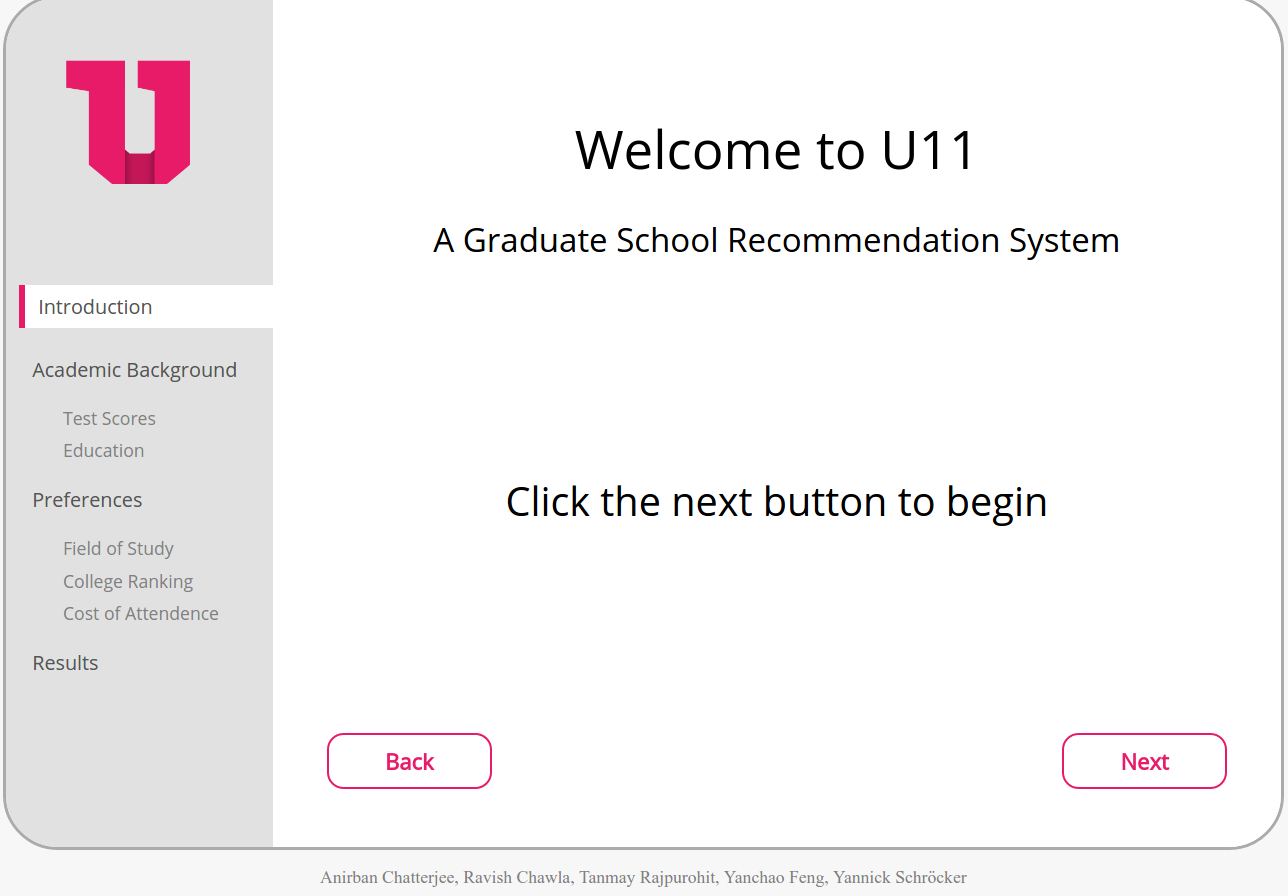 Introduction
Academic Background
Test Scores
Education
Preferences
Field of Study
College Ranking
Cost of Attendence
Results
Welcome to U11
A Graduate School Recommendation System
Click the next button to begin
Back
Next
Anirban Chatterjee, Ravish Chawla, Tanmay Rajpurohit, Yanchao Feng, Yannick Schröcker